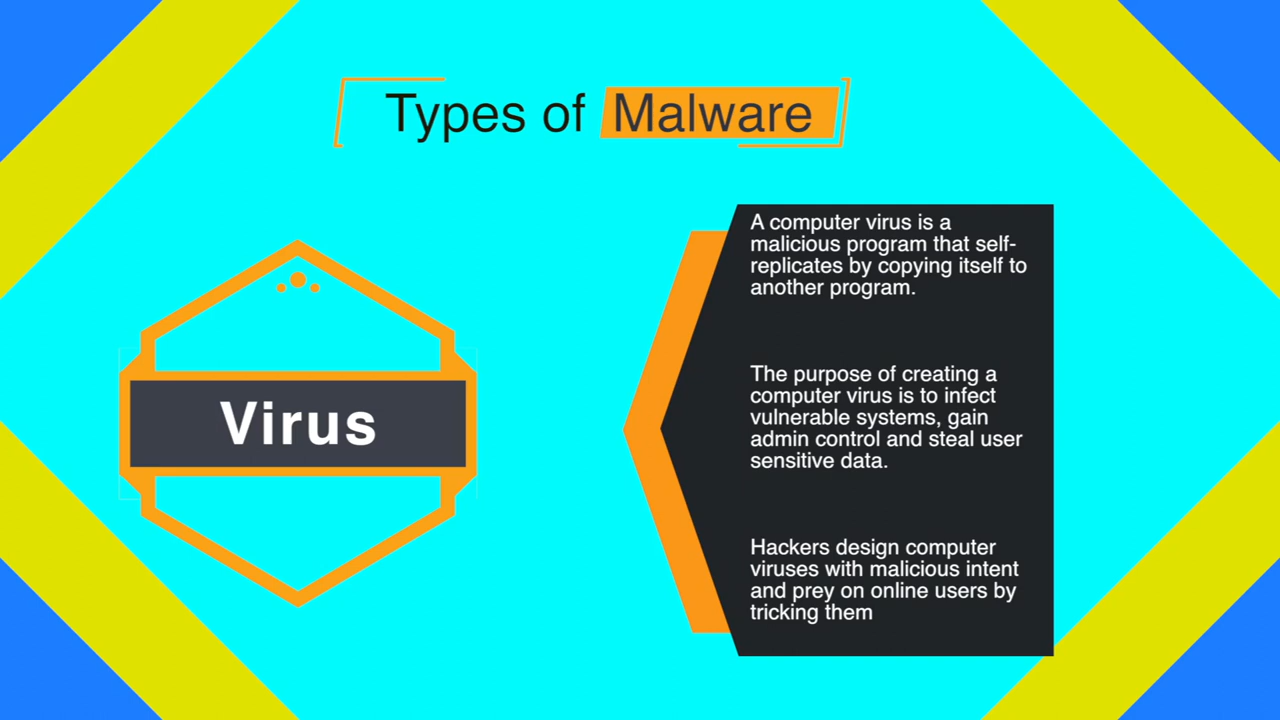 Types of Malware
Virus
A computer virus is a
malicious program that self-
replicates by copying itself to
another program.
The purpose of creating a
computer virus is to infect
vulnerable systems, gain
admin control and steal user
sensitive data.
Hackers design computer
viruses with malicious intent
and prey on online users by
tricking them